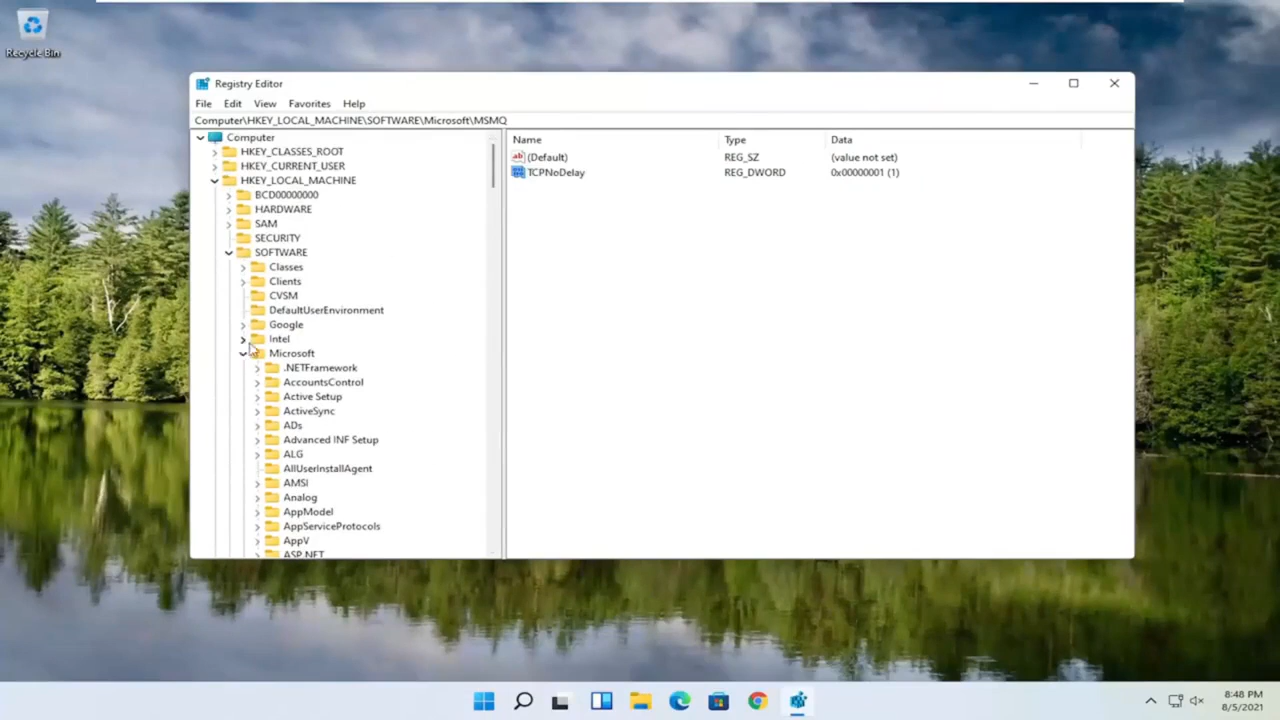 Recycle Bin
Registry Editor
File Edit View Favorites Help
Computer\HKEY_LOCAL_MACHINE\SOFTWARE\Microsoft\MSMQ
Computer
HKEY_CLASSES_ROOT
HKEY_CURRENT_USER
HKEY_LOCAL_MACHINE
BCD00000000
HARDWARE
SAM
SECURITY
SOFTWARE
Classes
Clients
CVSM
DefaultUserEnvironment
Google
Intel
Microsoft
.NETFramework
AccountsControl
Active Setup
ActiveSync
ADs
Advanced INF Setup
ALG
AllUserInstallAgent
AMSI
Analog
AppModel
AppServiceProtocols
AppV
ASP.NET
Name Type Data
ab (Default) REG_SZ (value not set)
TCPNoDelay REG_DWORD 0x00000001 (1)
8:48 PM
8/5/2021